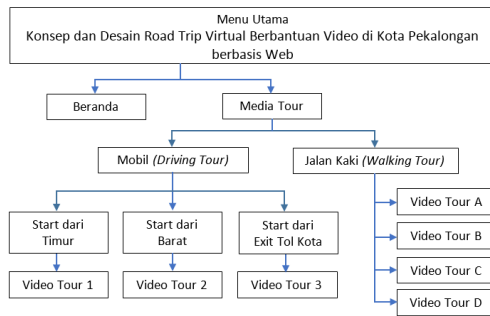 Menu Utama
Konsep dan Desain Road Trip Virtual Berbantuan Video di Kota Pekalongan
berbasis Web
Beranda
Media Tour
Mobil (Driving Tour)
Jalan Kaki (Walking Tour)
Start dari
Timur
Start dari
Barat
Start dari
Exit Tol Kota
Video Tour 1
Video Tour 2
Video Tour 3
Video Tour A
Video Tour B
Video Tour C
Video Tour D